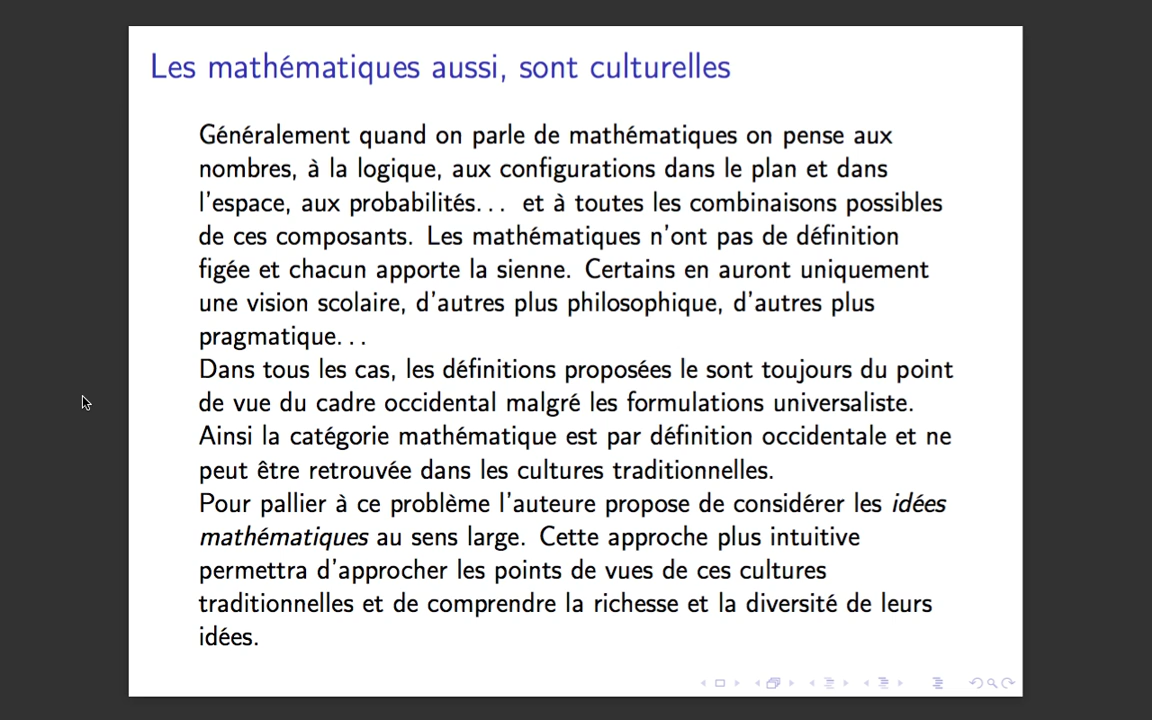 Les mathématiques aussi, sont culturelles
Généralement quand on parle de mathématiques on pense aux
nombres, à la logique, aux configurations dans le plan et dans
l'espace, aux probabilités... et à toutes les combinaisons possibles
de ces composants. Les mathématiques n'ont pas de définition
figée et chacun apporte la sienne. Certains en auront uniquement
une vision scolaire, d'autres plus philosophique, d'autres plus
pragmatique...
Dans tous les cas, les définitions proposées le sont toujours du point
de vue du cadre occidental malgré les formulations universaliste.
Ainsi la catégorie mathématique est par définition occidentale et ne
peut être retrouvée dans les cultures traditionnelles.
Pour pallier à ce problème l'auteure propose de considérer les idées
mathématiques au sens large. Cette approche plus intuitive
permettra d'approcher les points de vues de ces cultures
traditionnelles et de comprendre la richesse et la diversité de leurs
idées.